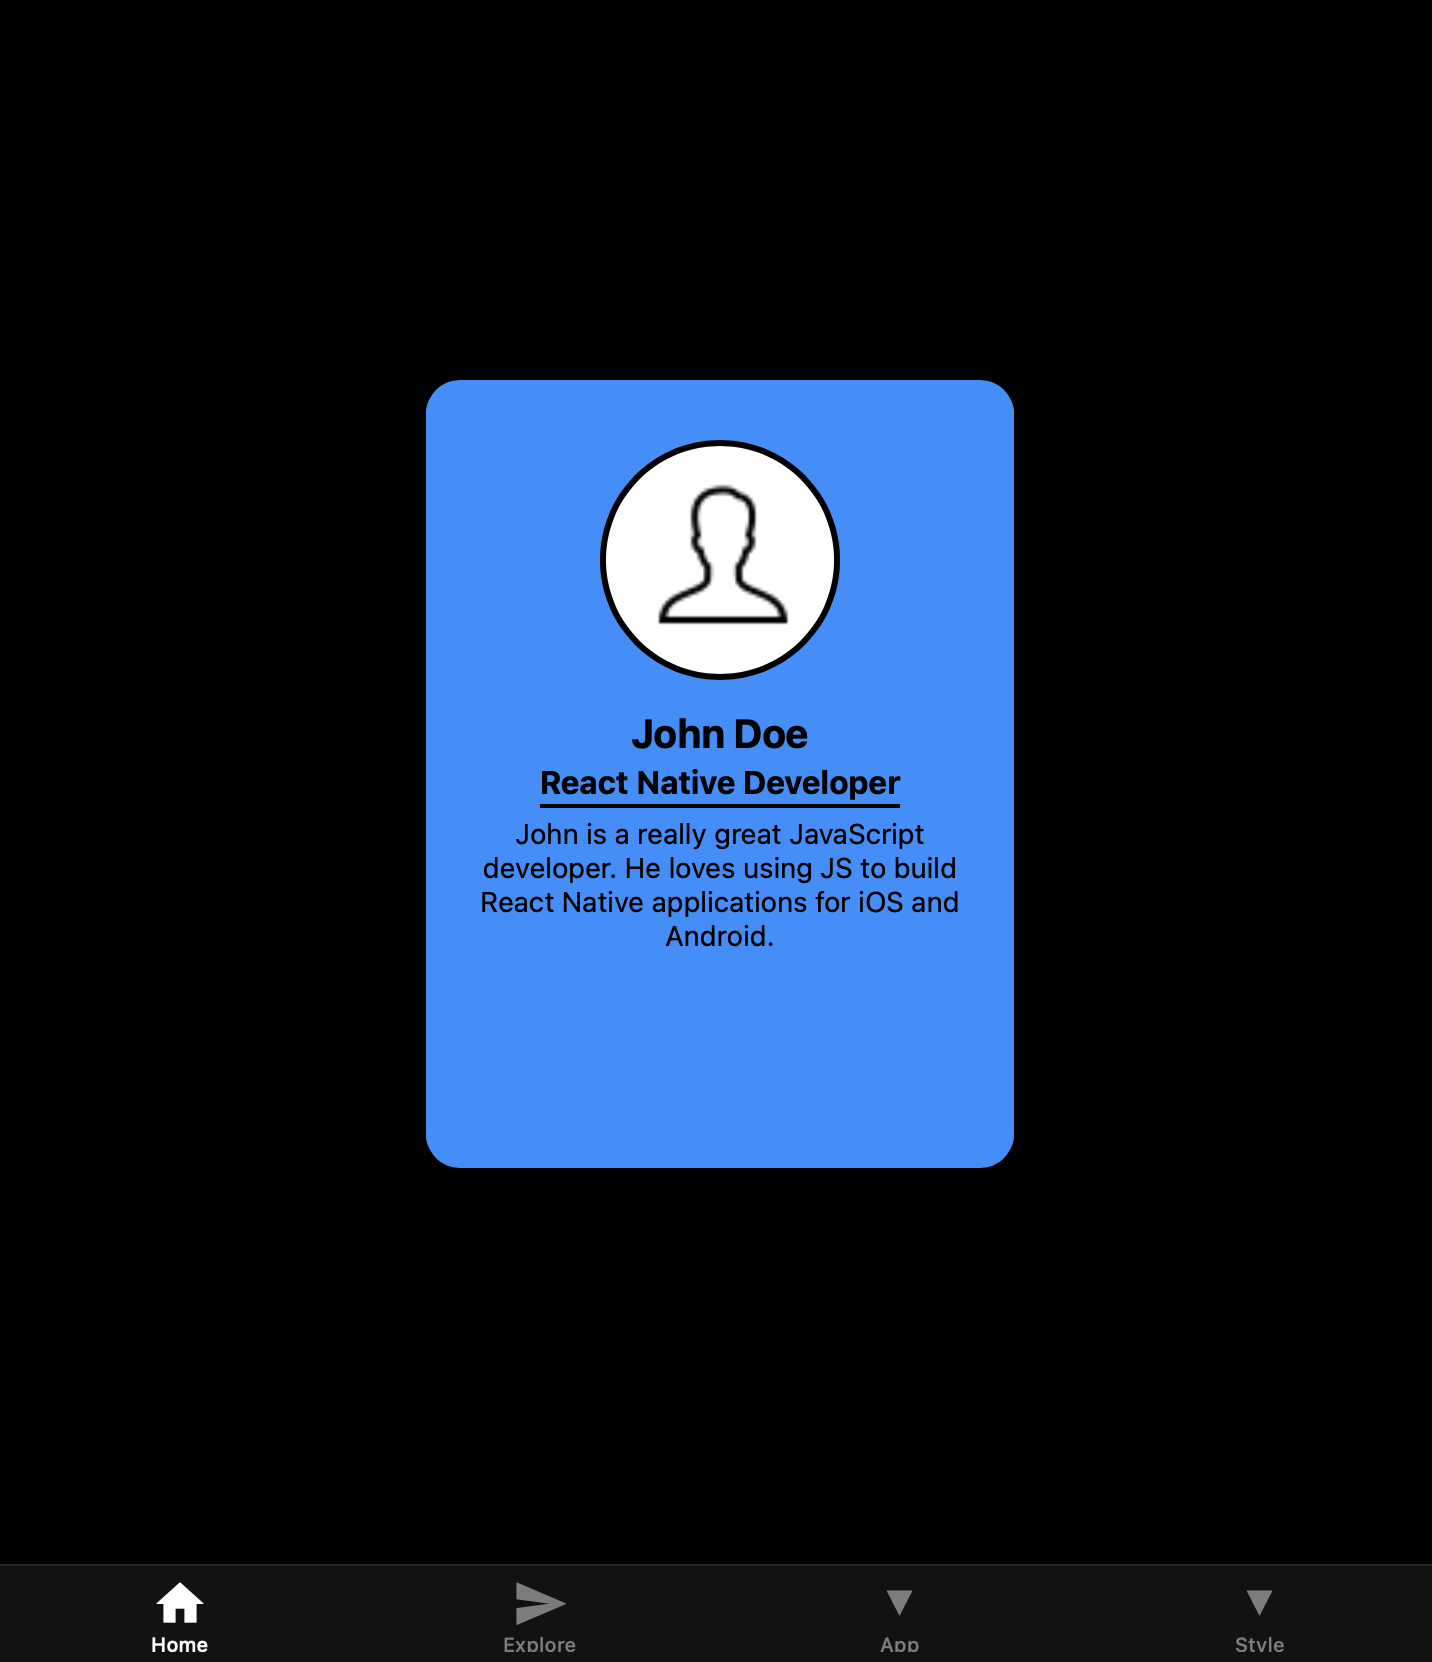 John Doe
React Native Developer
John is a really great JavaScript
developer. He loves using JS to build
React Native applications for iOS and
Android.
Home
Explore
App
Style